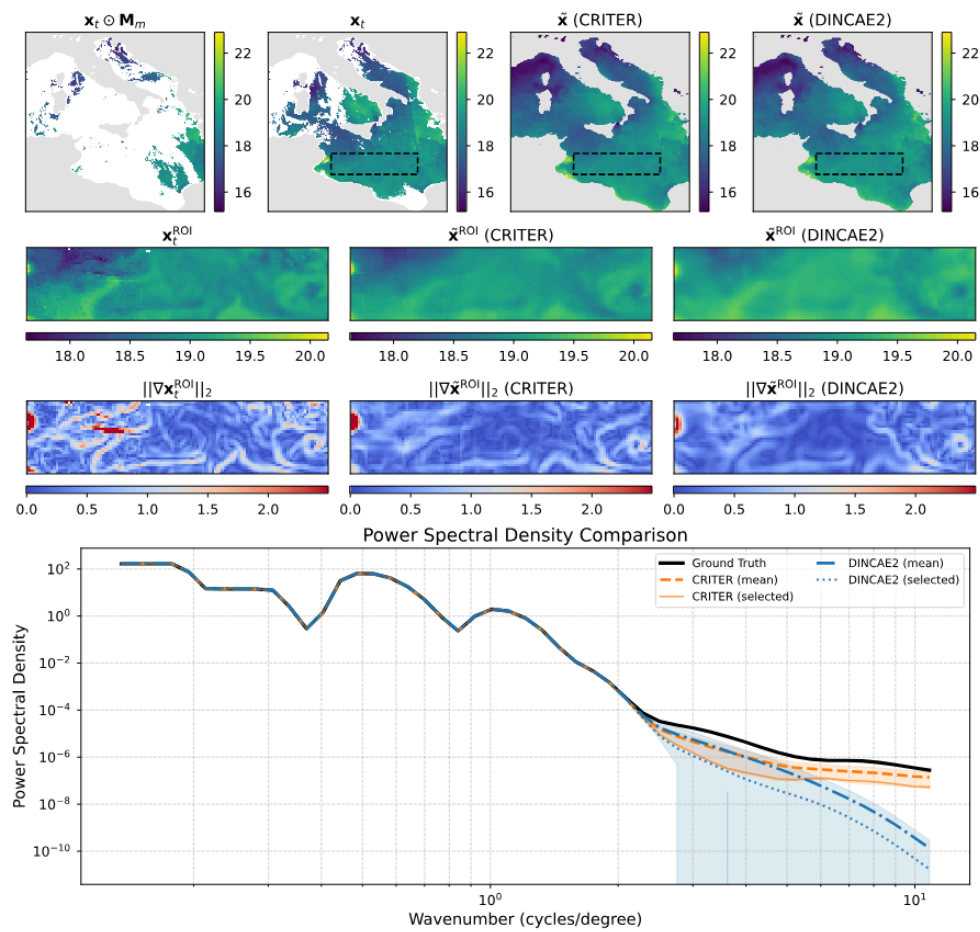 x_t ⊙ M_m
x_t
x̃ (CRITER)
x̃ (DINCAE2)
22
20
18
16
22
20
18
16
22
20
18
16
22
20
18
16
x_t^ROI
x̃^ROI (CRITER)
x̃^ROI (DINCAE2)
18.0 18.5 19.0 19.5 20.0
18.0 18.5 19.0 19.5 20.0
18.0 18.5 19.0 19.5 20.0
||∇x_t^ROI||_2
||∇x̃^ROI||_2 (CRITER)
||∇x̃^ROI||_2 (DINCAE2)
0.0 0.5 1.0 1.5 2.0
0.0 0.5 1.0 1.5 2.0
0.0 0.5 1.0 1.5 2.0
Power Spectral Density Comparison
Ground Truth
CRITER (mean)
CRITER (selected)
DINCAE2 (mean)
DINCAE2 (selected)
Power Spectral Density
10^2
10^0
10^-2
10^-4
10^-6
10^-8
10^-10
10^0
10^1
Wavenumber (cycles/degree)